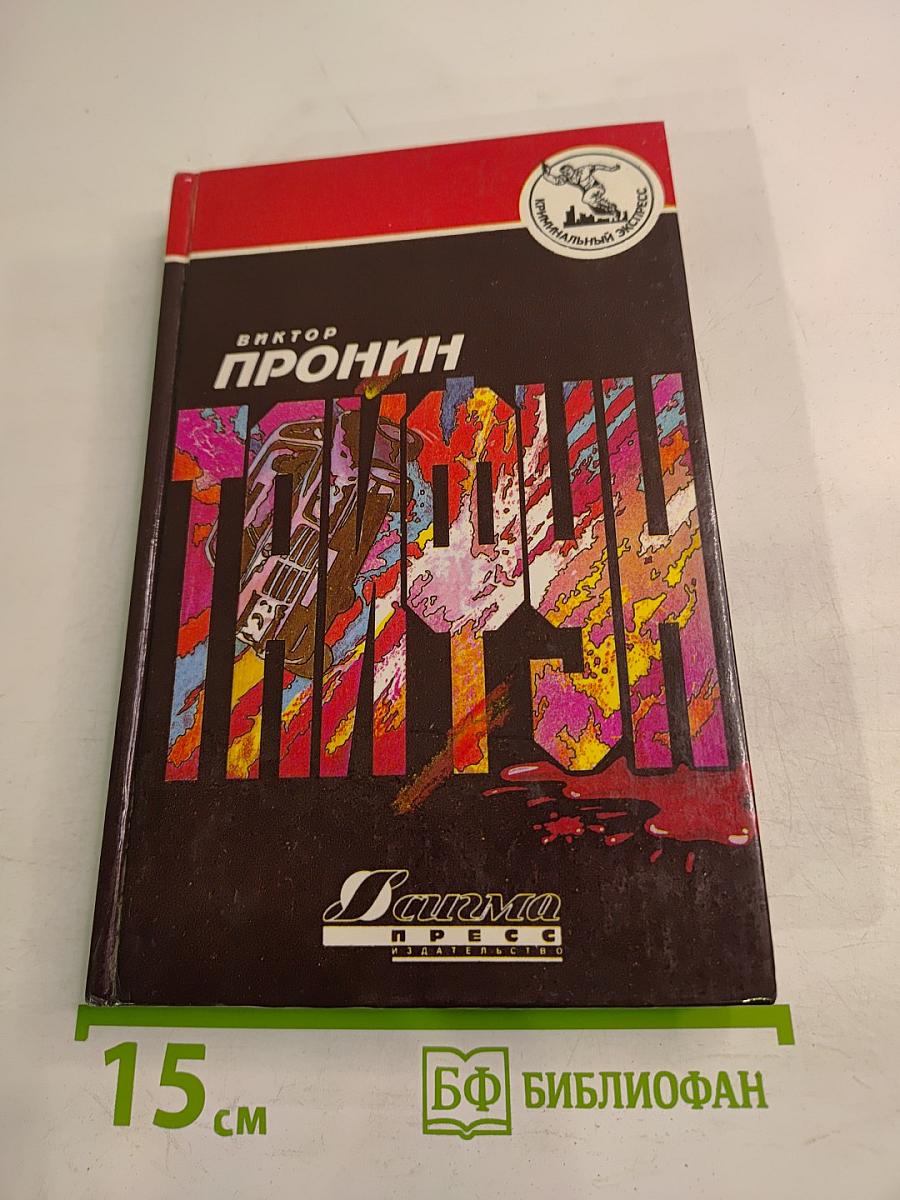 КРИМИНАЛЬНЫЙ ЭКСПРЕСС
ВИКТОР
ПРОНИН
ТАЙФУН
Я сигма
ПРЕСС
ИЗДАТЕЛЬСТВО
15 см
БФ БИБЛИОФАН